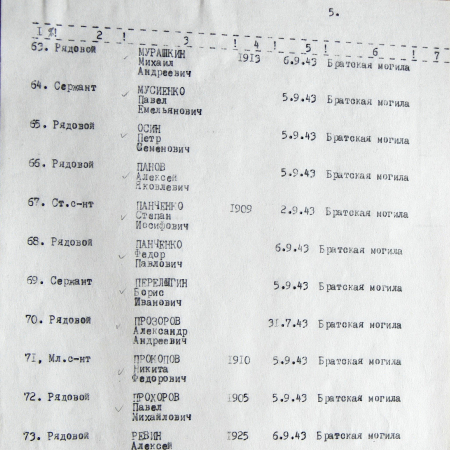 5.
I ! 2 ! 3 ! 4 ! 5 ! 6 ! 7
63. Рядовой МУРАШКИН 1913 6.9.43 Братская могила
Михаил
Андреевич
64. Сержант МУСИЕНКО 5.9.43 Братская могила
Павел
Емельянович
65. Рядовой ОСИН 5.9.43 Братская могила
Петр
Семенович
66. Рядовой ПАНОВ 5.9.43 Братская могила
Алексей
Яковлевич
67. Ст.с-нт ПАНЧЕНКО 1909 2.9.43 Братская могила
Степан
Иосифович
68. Рядовой ПАНЧЕНКО 6.9.43 Братская могила
Федор
Павлович
69. Сержант ПЕРЕЛЫГИН 5.9.43 Братская могила
Борис
Иванович
70. Рядовой ПРОЗОРОВ 31.7.43 Братская могила
Александр
Андреевич
71, Мл.с-нт ПРОКОПОВ 1910 5.9.43 Братская могила
Никита
Федорович
72. Рядовой ПРОХОРОВ 1905 5.9.43 Братская могила
Павел
Михайлович
73. Рядовой РЕВИН 1925 6.9.43 Братская могила
Алексей